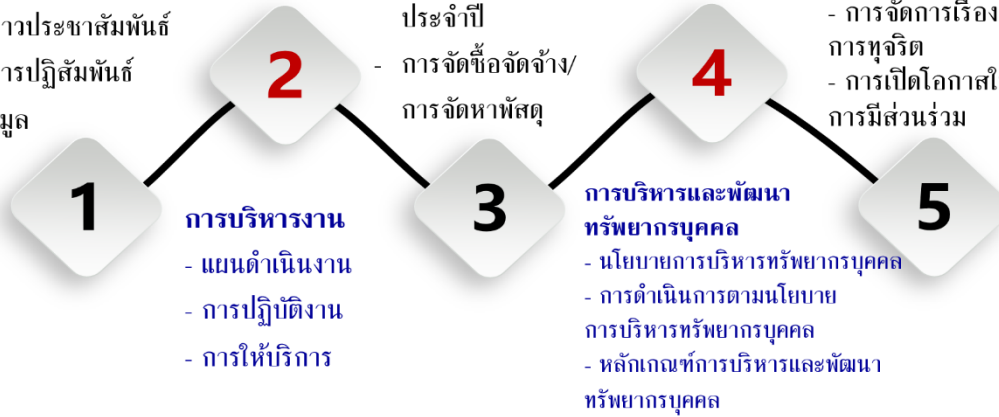 าวประชาสัมพันธ์
ารปฏิสัมพันธ์
มูล
1
2
การบริหารงาน
- แผนดำเนินงาน
- การปฏิบัติงาน
- การให้บริการ
ประจำปี
- การจัดซื้อจัดจ้าง/
การจัดหาพัสดุ
3
4
การบริหารและพัฒนา
ทรัพยากรบุคคล
- นโยบายการบริหารทรัพยากรบุคคล
- การดำเนินการตามนโยบาย
การบริหารทรัพยากรบุคคล
- หลักเกณฑ์การบริหารและพัฒนา
ทรัพยากรบุคคล
- การจัดการเรื่อง
การทุจริต
- การเปิดโอกาสใ
การมีส่วนร่วม
5